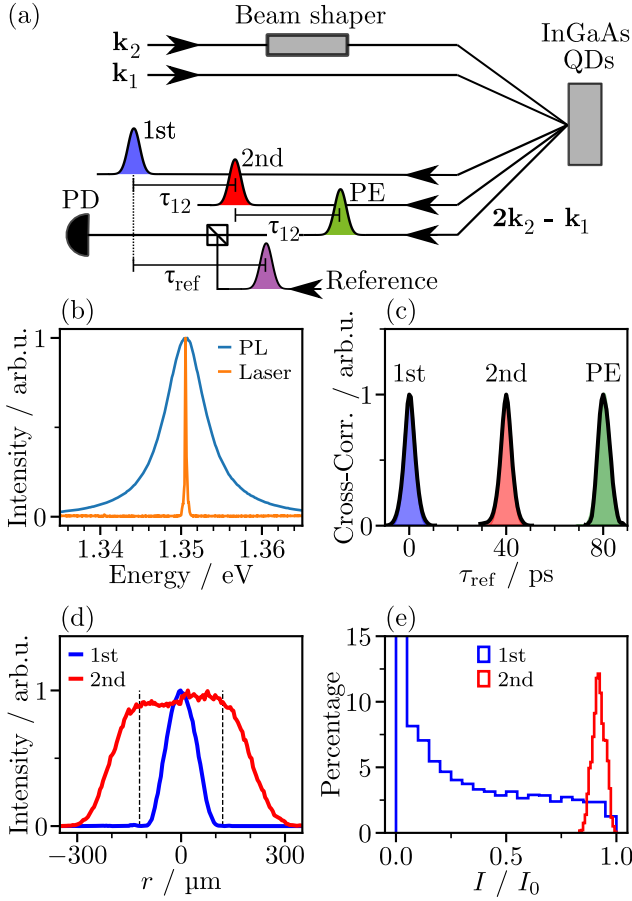 (a)
Beam shaper
k₂
k₁
InGaAs
QDs
1st
2nd
PE
τ₁₂
τ₁₂
PD
2k₂ - k₁
τref
Reference
(b)
Intensity / arb.u.
1
0
PL
Laser
1.34
1.35
1.36
Energy / eV
(c)
Cross-Corr. / arb.u.
1
0
1st
2nd
PE
0
40
80
τref / ps
(d)
Intensity / arb.u.
1
0
1st
2nd
−300
0
300
r / µm
(e)
Percentage
15
10
5
0
1st
2nd
0.0
0.5
1.0
I / I₀